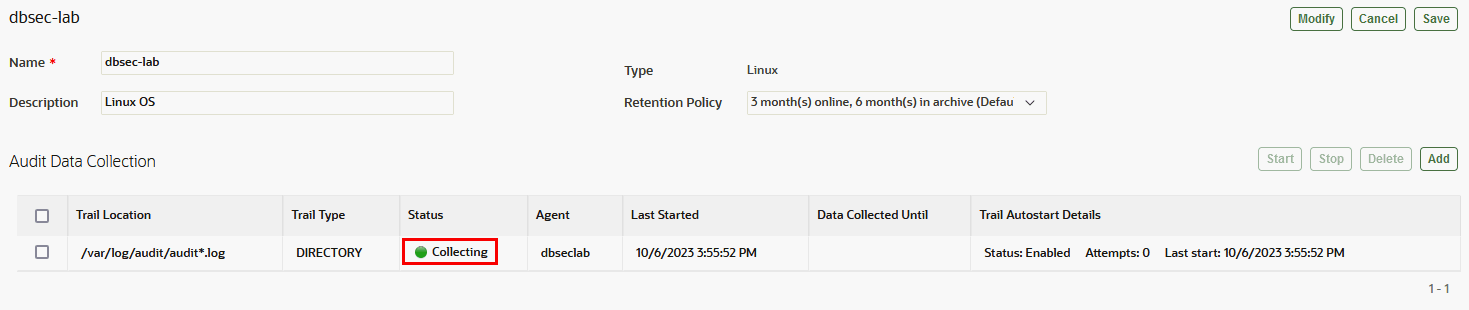 dbsec-lab
Modify Cancel Save
Name * dbsec-lab
Type Linux
Description Linux OS
Retention Policy 3 month(s) online, 6 month(s) in archive (Defau
Audit Data Collection
Start Stop Delete Add
Trail Location Trail Type Status Agent Last Started Data Collected Until Trail Autostart Details
/var/log/audit/audit*.log DIRECTORY Collecting dbseclab 10/6/2023 3:55:52 PM Status: Enabled Attempts: 0 Last start: 10/6/2023 3:55:52 PM
1 - 1